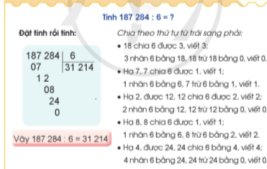 Tính 187 284 : 6 = ?
Đặt tính rồi tính:
187 284 6
07 31 214
1 2
08
24
0
Vậy 187 284 : 6 = 31 214
Chia theo thứ tự từ trái sang phải:
• 18 chia 6 được 3, viết 3;
3 nhân 6 bằng 18, 18 trừ 18 bằng 0, viết 0.
• Hạ 7, 7 chia 6 được 1, viết 1;
1 nhân 6 bằng 6, 7 trừ 6 bằng 1, viết 1.
• Hạ 2, được 12, 12 chia 6 được 2, viết 2;
2 nhân 6 bằng 12, 12 trừ 12 bằng 0, viết 0.
• Hạ 8, 8 chia 6 được 1, viết 1;
1 nhân 6 bằng 6, 8 trừ 6 bằng 2, viết 2.
• Hạ 4, được 24, 24 chia 6 bằng 4, viết 4;
4 nhân 6 bằng 24, 24 trừ 24 bằng 0, viết 0.